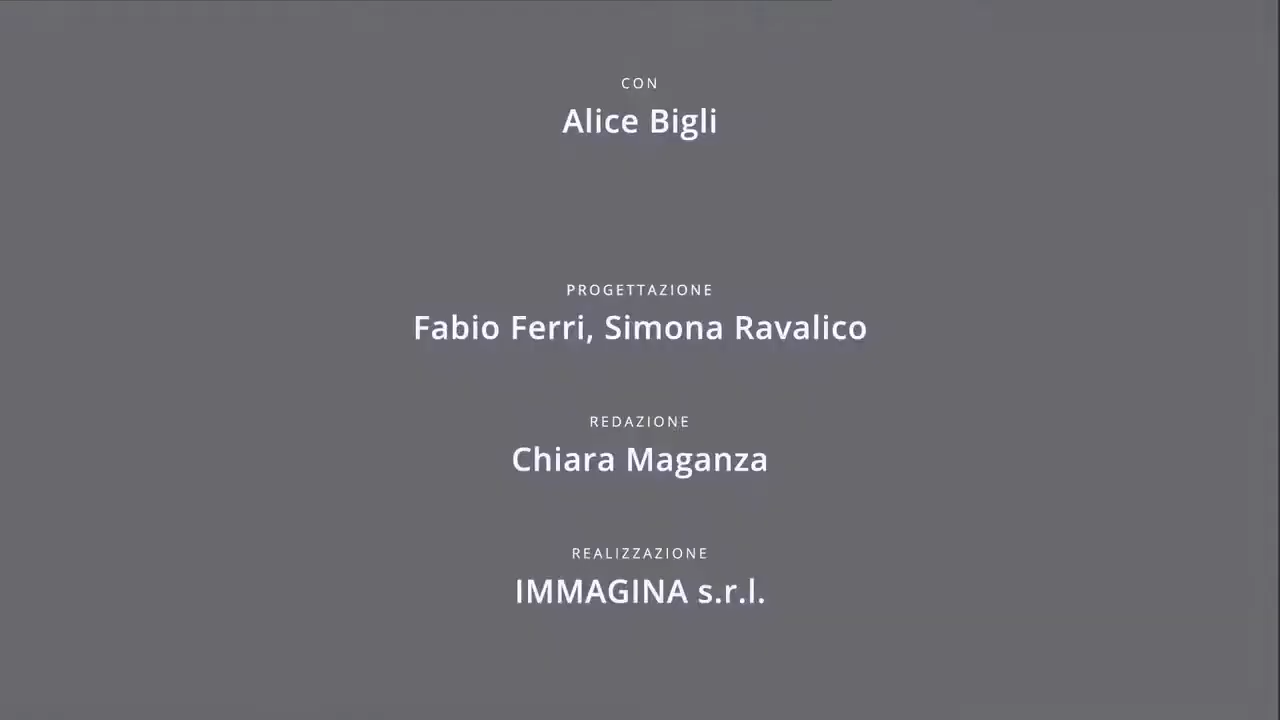 CON
Alice Bigli
PROGETTAZIONE
Fabio Ferri, Simona Ravalico
REDAZIONE
Chiara Maganza
REALIZZAZIONE
IMMAGINA s.r.l.